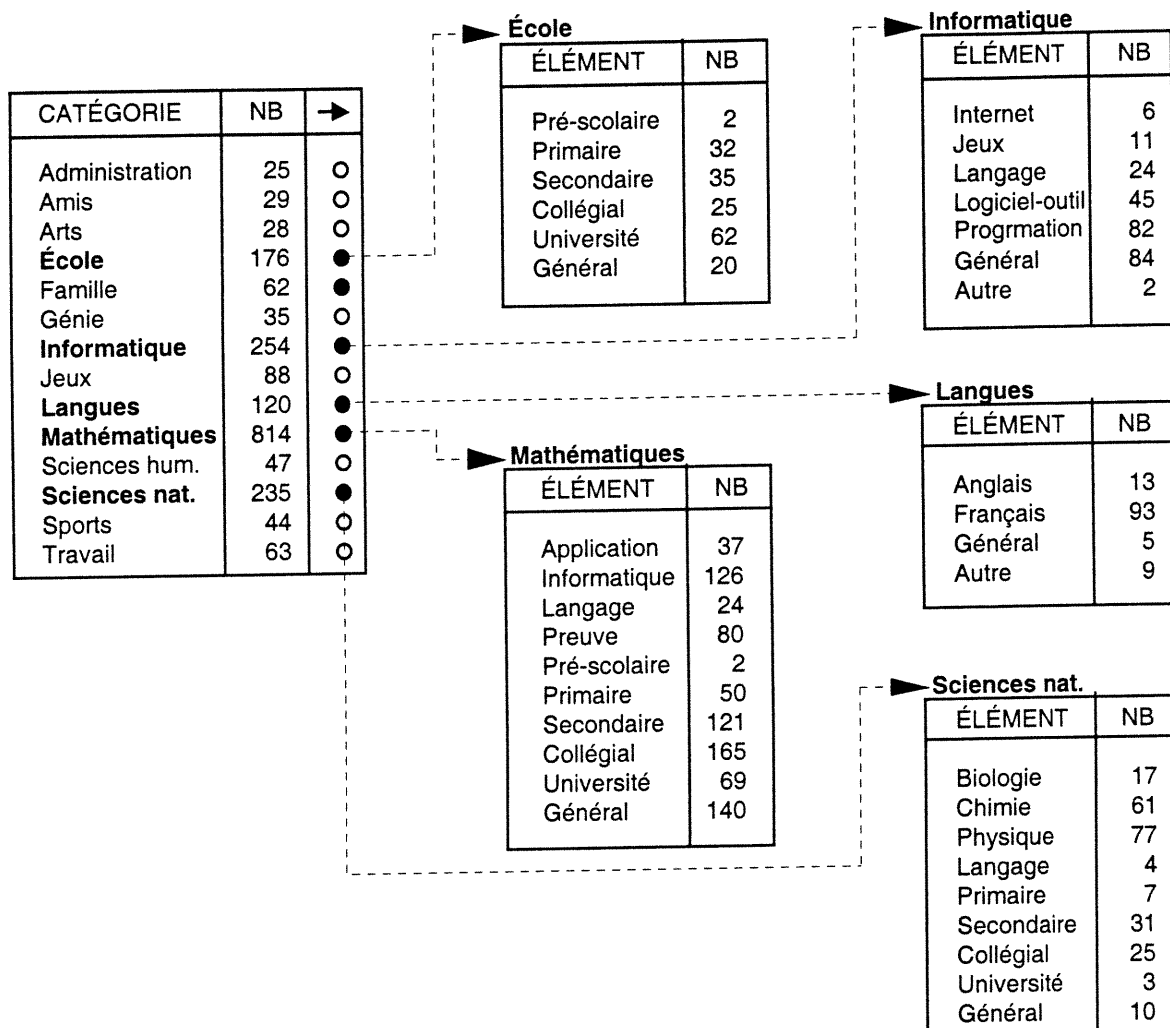 CATÉGORIE NB
Administration 25
Amis 29
Arts 28
École 176
Famille 62
Génie 35
Informatique 254
Jeux 88
Langues 120
Mathématiques 814
Sciences hum. 47
Sciences nat. 235
Sports 44
Travail 63
École
ÉLÉMENT NB
Pré-scolaire 2
Primaire 32
Secondaire 35
Collégial 25
Université 62
Général 20
Informatique
ÉLÉMENT NB
Internet 6
Jeux 11
Langage 24
Logiciel-outil 45
Progrmation 82
Général 84
Autre 2
Langues
ÉLÉMENT NB
Anglais 13
Français 93
Général 5
Autre 9
Mathématiques
ÉLÉMENT NB
Application 37
Informatique 126
Langage 24
Preuve 80
Pré-scolaire 2
Primaire 50
Secondaire 121
Collégial 165
Université 69
Général 140
Sciences nat.
ÉLÉMENT NB
Biologie 17
Chimie 61
Physique 77
Langage 4
Primaire 7
Secondaire 31
Collégial 25
Université 3
Général 10